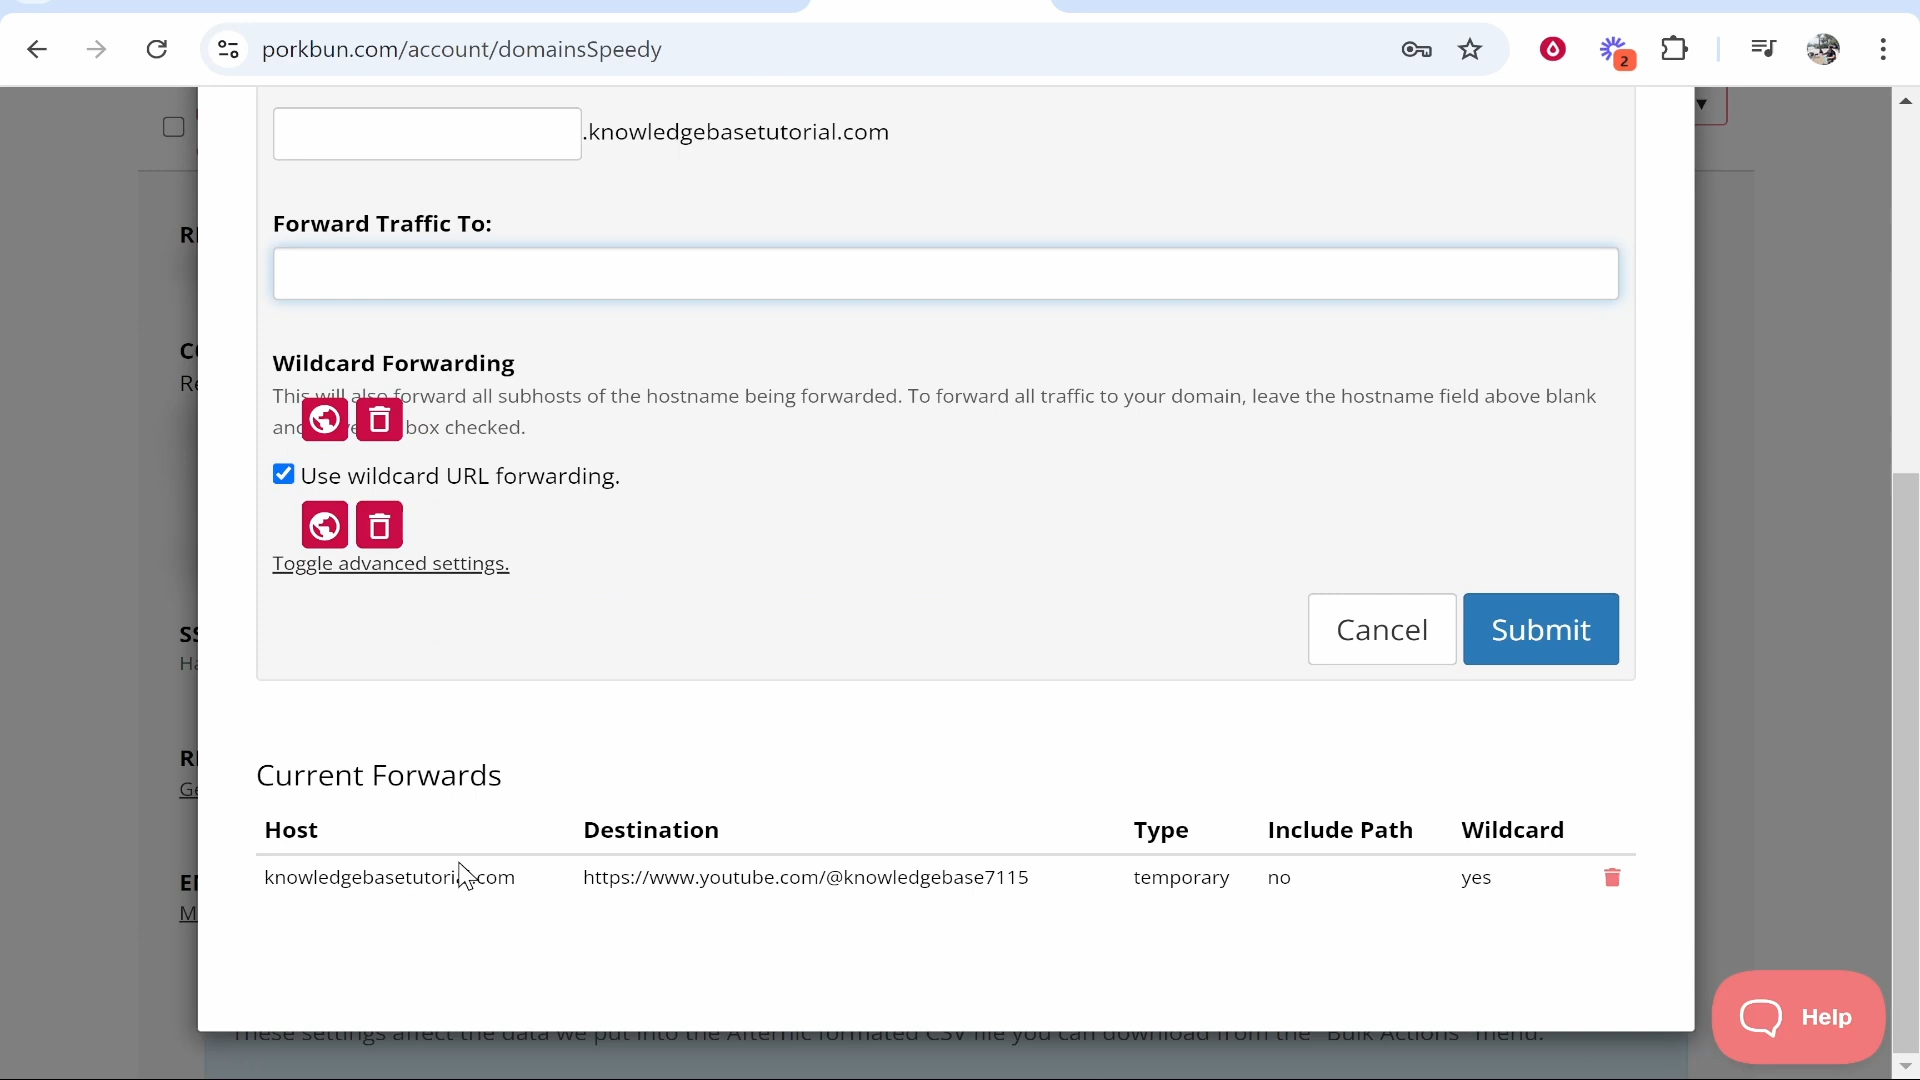 porkbun.com/account/domainsSpeedy
2
.knowledgebasetutorial.com
Forward Traffic To:
Wildcard Forwarding
This will also forward all subhosts of the hostname being forwarded. To forward all traffic to your domain, leave the hostname field above blank
box checked.
Use wildcard URL forwarding.
Toggle advanced settings.
Cancel
Submit
Current Forwards
Host Destination Type Include Path Wildcard
knowledgebasetutorial.com https://www.youtube.com/@knowledgebase7115 temporary no yes
Help
These settings affect the data we put into the Afternic formated CSV file you can download from the "Bulk Actions" menu.